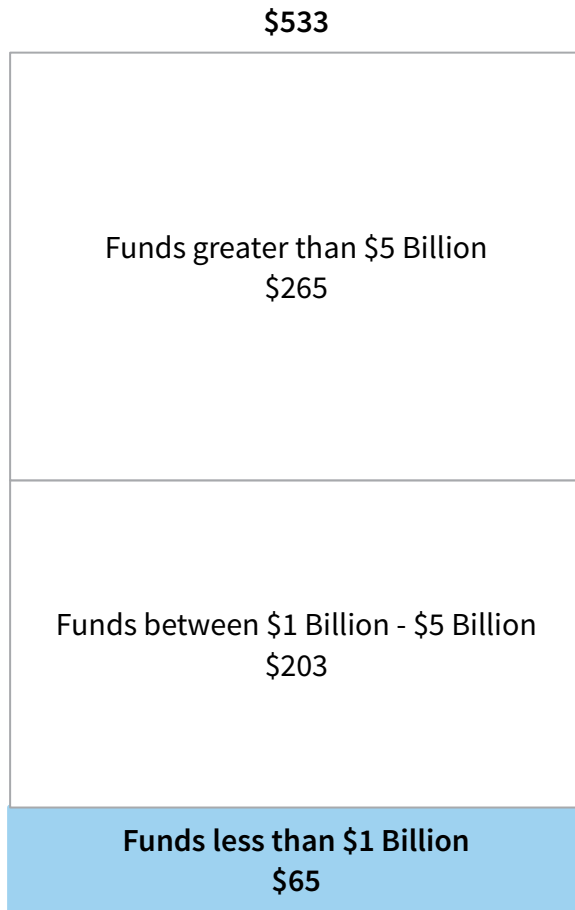 $533
Funds greater than $5 Billion
$265
Funds between $1 Billion - $5 Billion
$203
Funds less than $1 Billion
$65